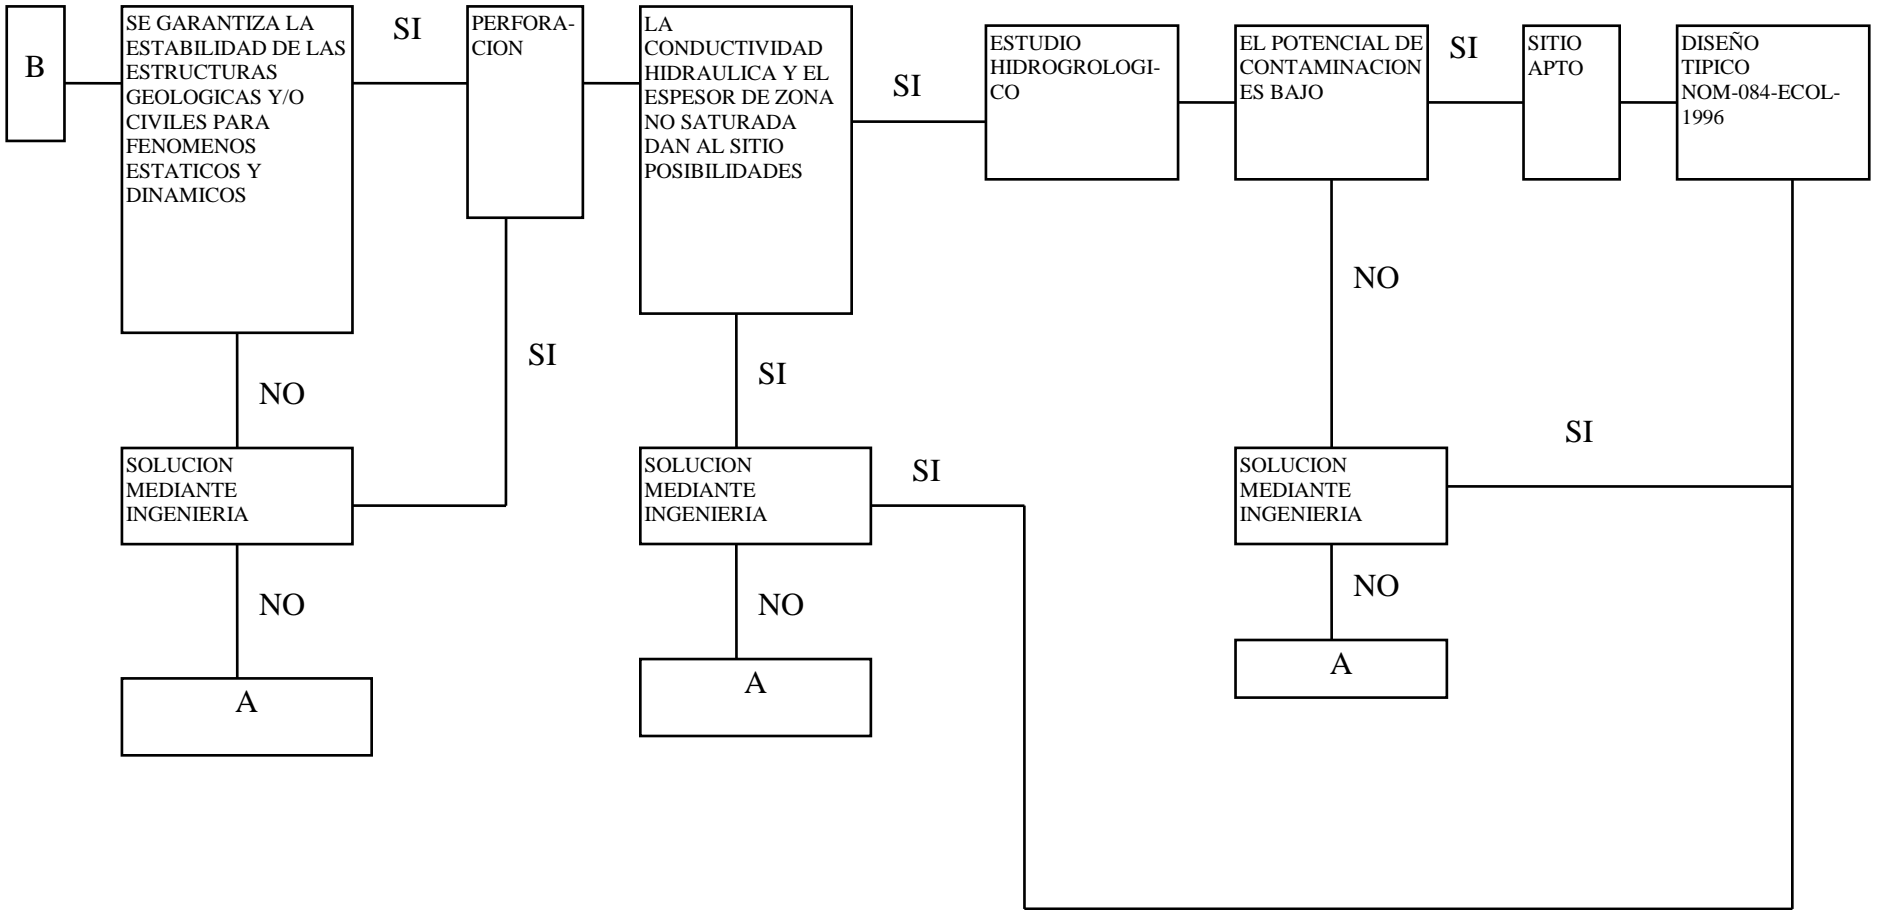 B
SE GARANTIZA LA
ESTABILIDAD DE LAS
ESTRUCTURAS
GEOLOGICAS Y/O
CIVILES PARA
FENOMENOS
ESTATICOS Y
DINAMICOS
SI
PERFORA-
CION
LA
CONDUCTIVIDAD
HIDRAULICA Y EL
ESPESOR DE ZONA
NO SATURADA
DAN AL SITIO
POSIBILIDADES
SI
ESTUDIO
HIDROGROLOGI-
CO
EL POTENCIAL DE
CONTAMINACION
ES BAJO
SI
SITIO
APTO
DISEÑO
TIPICO
NOM-084-ECOL-
1996
NO
SI
SI
NO
SOLUCION
MEDIANTE
INGENIERIA
SOLUCION
MEDIANTE
INGENIERIA
SI
SOLUCION
MEDIANTE
INGENIERIA
SI
NO
NO
NO
A
A
A